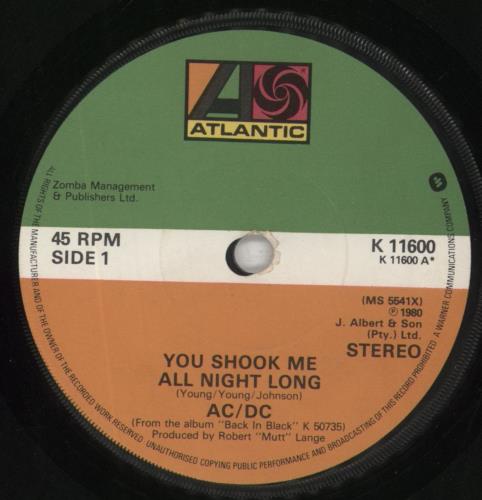 ATLANTIC
Zomba Management
& Publishers Ltd.
45 RPM
SIDE 1
K 11600
K 11600 A*
(MS 5541X)
℗ 1980
J. Albert & Son
(Pty.) Ltd.
STEREO
YOU SHOOK ME
ALL NIGHT LONG
(Young/Young/Johnson)
AC/DC
(From the album "Back In Black" K 50735)
Produced by Robert "Mutt" Lange
ALL RIGHTS OF THE MANUFACTURER AND OF THE OWNER OF THE RECORDED WORK RESERVED UNAUTHORISED COPYING PUBLIC PERFORMANCE AND BROADCASTING OF THIS RECORD PROHIBITED A WARNER COMMUNICATIONS COMPANY